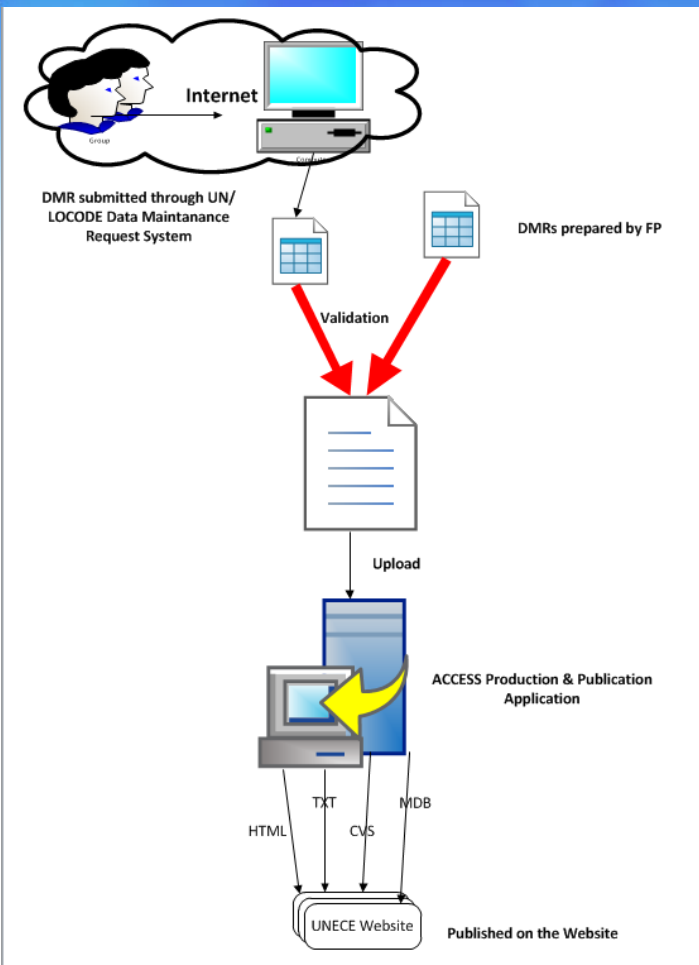 Internet
Group
Computer
DMR submitted through UN/
LOCODE Data Maintanance
Request System
DMRs prepared by FP
Validation
Upload
ACCESS Production & Publication
Application
TXT
MDB
HTML
CVS
UNECE Website
Published on the Website